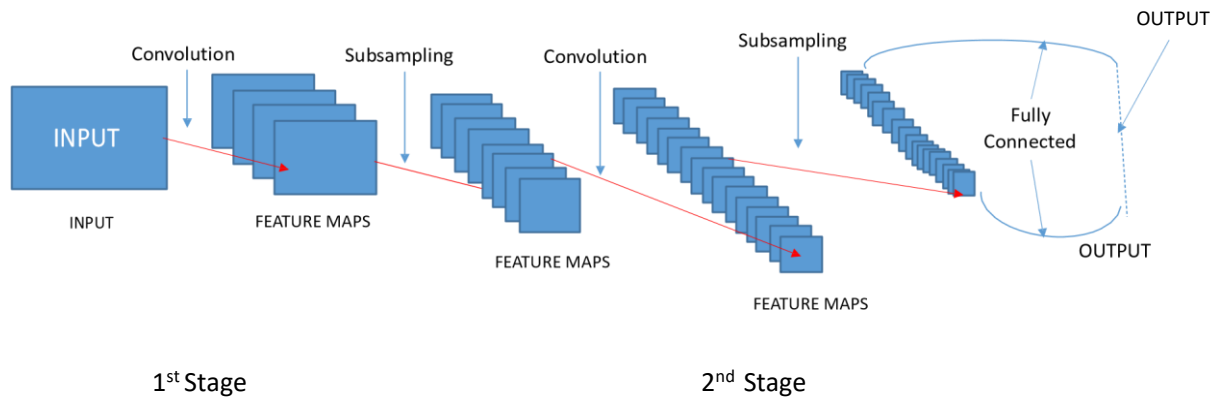 OUTPUT
Convolution
Subsampling
Convolution
Subsampling
INPUT
Fully
Connected
INPUT
FEATURE MAPS
FEATURE MAPS
FEATURE MAPS
OUTPUT
1st Stage
2nd Stage